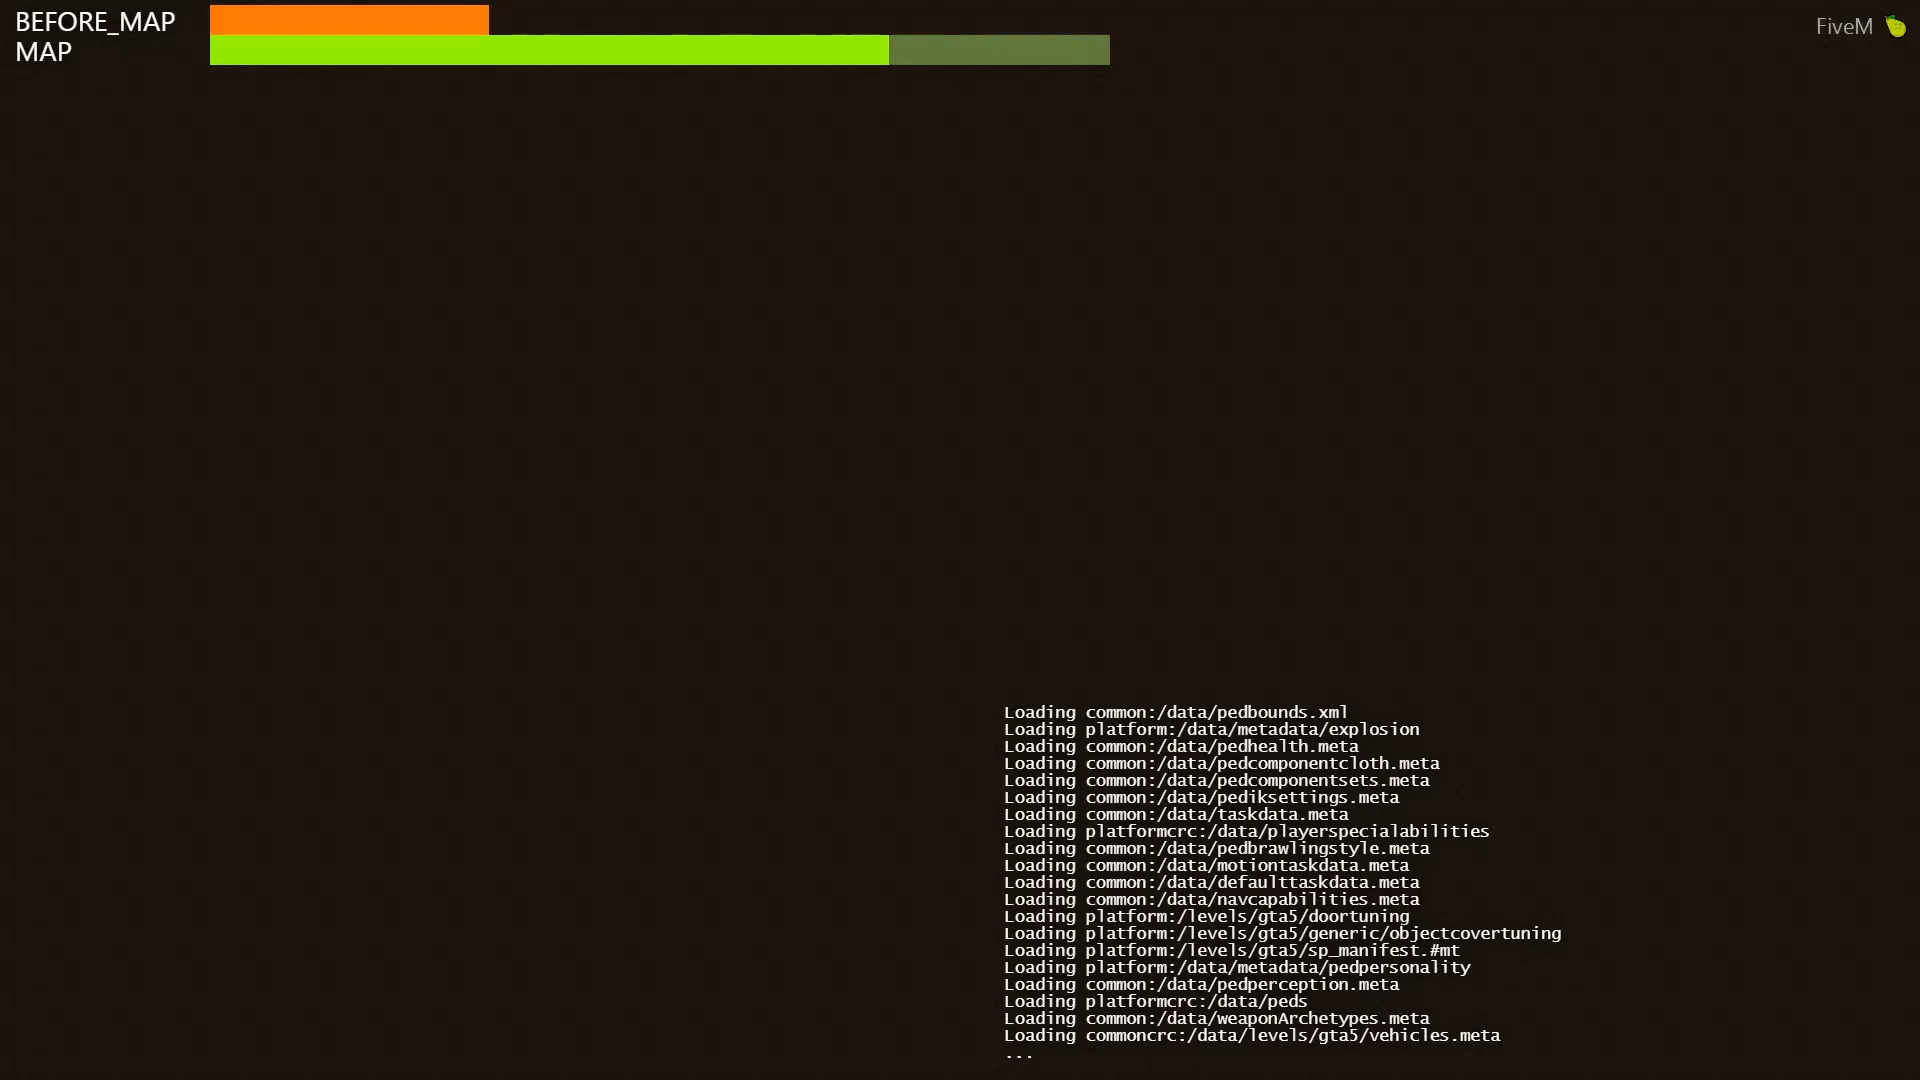 BEFORE_MAP
MAP
FiveM
Loading common:/data/pedbounds.xml
Loading platform:/data/metadata/explosion
Loading common:/data/pedhealth.meta
Loading common:/data/pedcomponentcloth.meta
Loading common:/data/pedcomponentsets.meta
Loading common:/data/pediksettings.meta
Loading common:/data/taskdata.meta
Loading platformcrc:/data/playerspecialabilities
Loading common:/data/pedbrawlingstyle.meta
Loading common:/data/motiontaskdata.meta
Loading common:/data/defaulttaskdata.meta
Loading common:/data/navcapabilities.meta
Loading platform:/levels/gta5/doortuning
Loading platform:/levels/gta5/generic/objectcovertuning
Loading platform:/levels/gta5/sp_manifest.#mt
Loading platform:/data/metadata/pedpersonality
Loading common:/data/pedperception.meta
Loading platformcrc:/data/peds
Loading common:/data/weaponArchetypes.meta
Loading commoncrc:/data/levels/gta5/vehicles.meta
...